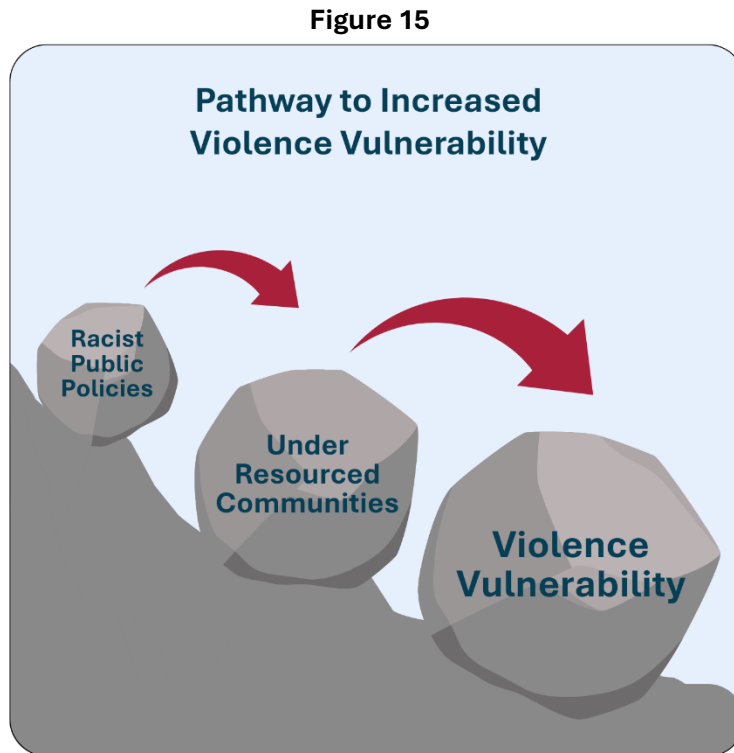 Figure 15
Pathway to Increased
Violence Vulnerability
Racist
Public
Policies
Under
Resourced
Communities
Violence
Vulnerability